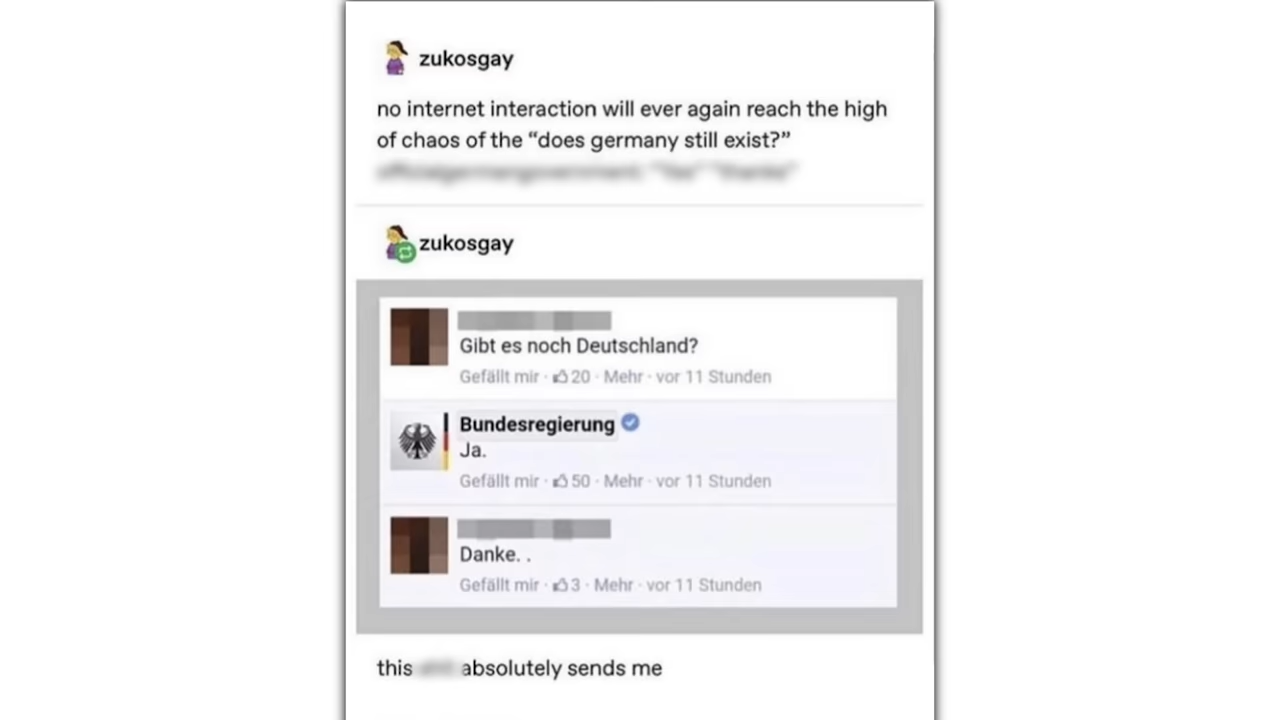 zukosgay
no internet interaction will ever again reach the high
of chaos of the “does germany still exist?”
zukosgay
Gibt es noch Deutschland?
Gefällt mir · 20 · Mehr · vor 11 Stunden
Bundesregierung
Ja.
Gefällt mir · 50 · Mehr · vor 11 Stunden
Danke. .
Gefällt mir · 3 · Mehr · vor 11 Stunden
this absolutely sends me